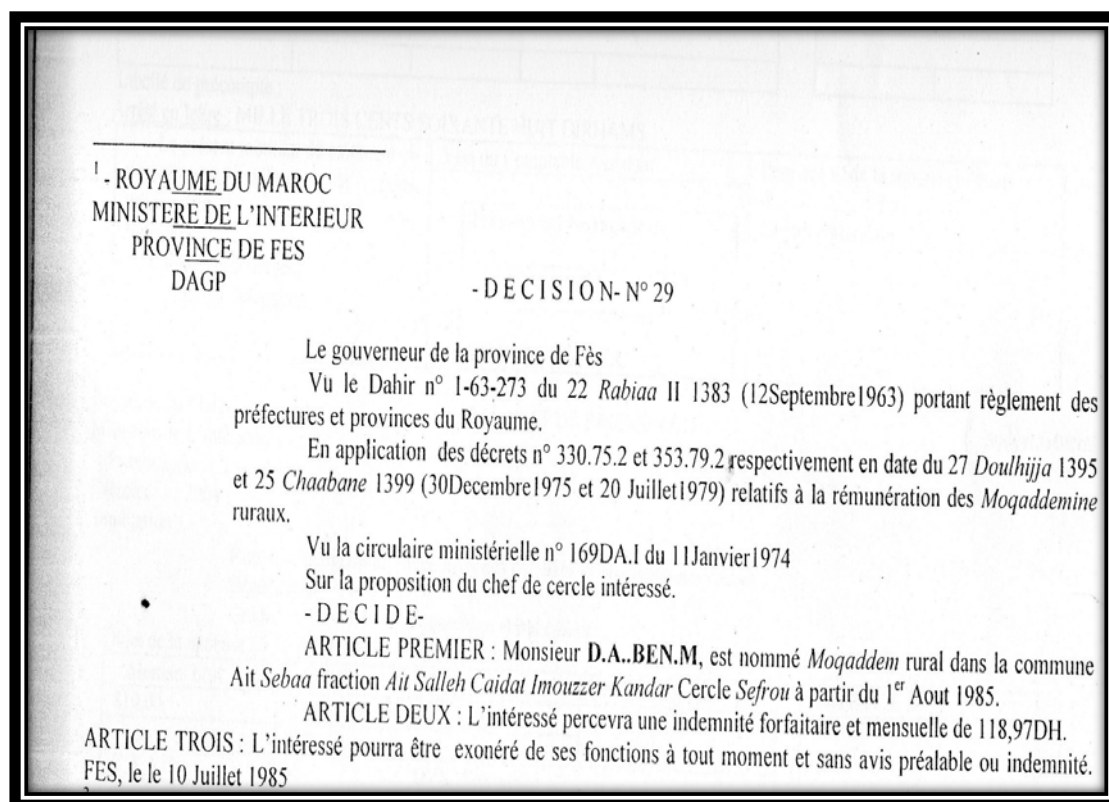 1 - ROYAUME DU MAROC
MINISTERE DE L'INTERIEUR
PROVINCE DE FES
DAGP
- D E C I S I O N- N° 29
Le gouverneur de la province de Fès
Vu le Dahir n° 1-63-273 du 22 Rabiaa II 1383 (12Septembre1963) portant règlement des
préfectures et provinces du Royaume.
En application des décrets n° 330.75.2 et 353.79.2 respectivement en date du 27 Doulhijja 1395
et 25 Chaabane 1399 (30Decembre1975 et 20 Juillet1979) relatifs à la rémunération des Moqaddemine
ruraux.
Vu la circulaire ministérielle n° 169DA.I du 11Janvier1974
Sur la proposition du chef de cercle intéressé.
- D E C I D E-
ARTICLE PREMIER : Monsieur D.A..BEN.M, est nommé Moqaddem rural dans la commune
Ait Sebaa fraction Ait Salleh Caidat Imouzzer Kandar Cercle Sefrou à partir du 1er Aout 1985.
ARTICLE DEUX : L'intéressé percevra une indemnité forfaitaire et mensuelle de 118,97DH.
ARTICLE TROIS : L'intéressé pourra être exonéré de ses fonctions à tout moment et sans avis préalable ou indemnité.
FES, le le 10 Juillet 1985